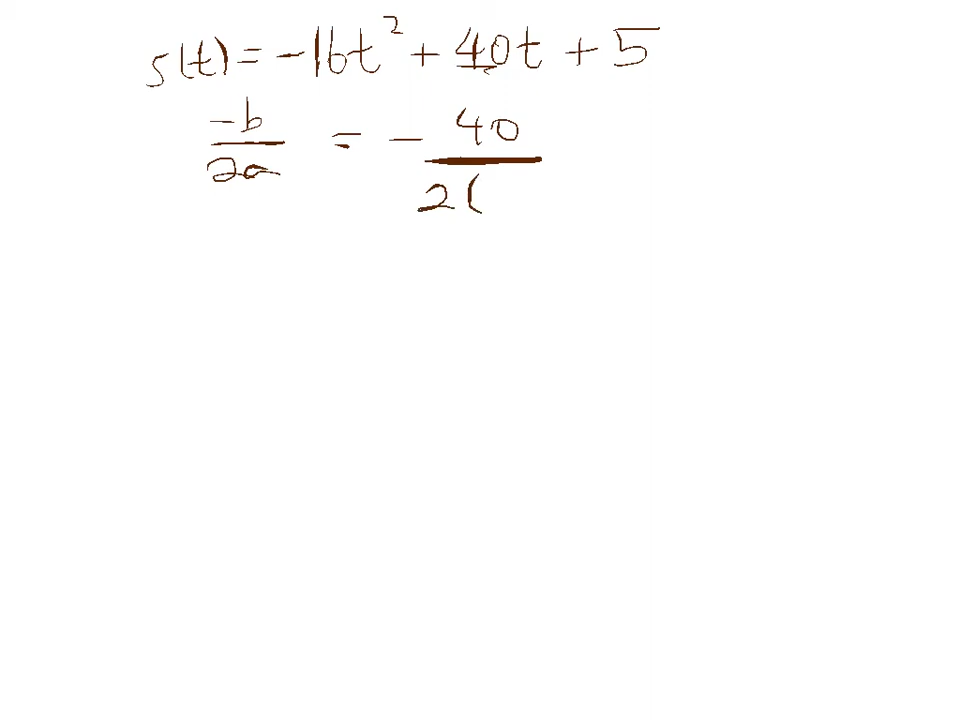 s(t) = -16t² + 40t + 5
-b/2a = - 40/2(